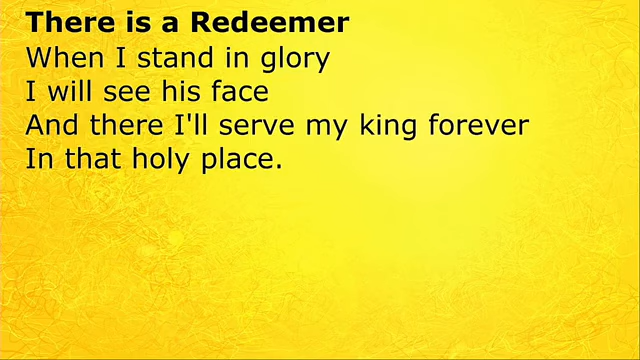 There is a Redeemer
When I stand in glory
I will see his face
And there I'll serve my king forever
In that holy place.